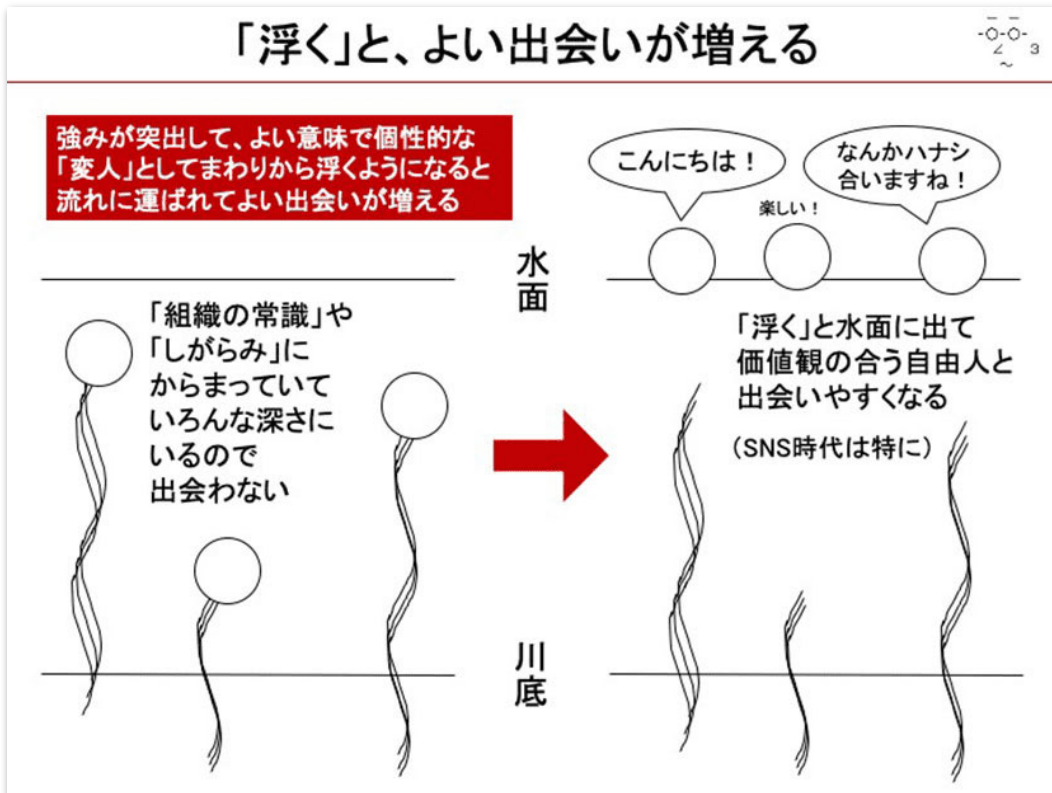 「浮く」と、よい出会いが増える
強みが突出して、よい意味で個性的な
「変人」としてまわりから浮くようになると
流れに運ばれてよい出会いが増える
水面
「組織の常識」や
「しがらみ」に
からまっていて
いろんな深さに
いるので
出会わない
川底
こんにちは！
楽しい！
なんかハナシ
合いますね！
「浮く」と水面に出て
価値観の合う自由人と
出会いやすくなる
（SNS時代は特に）